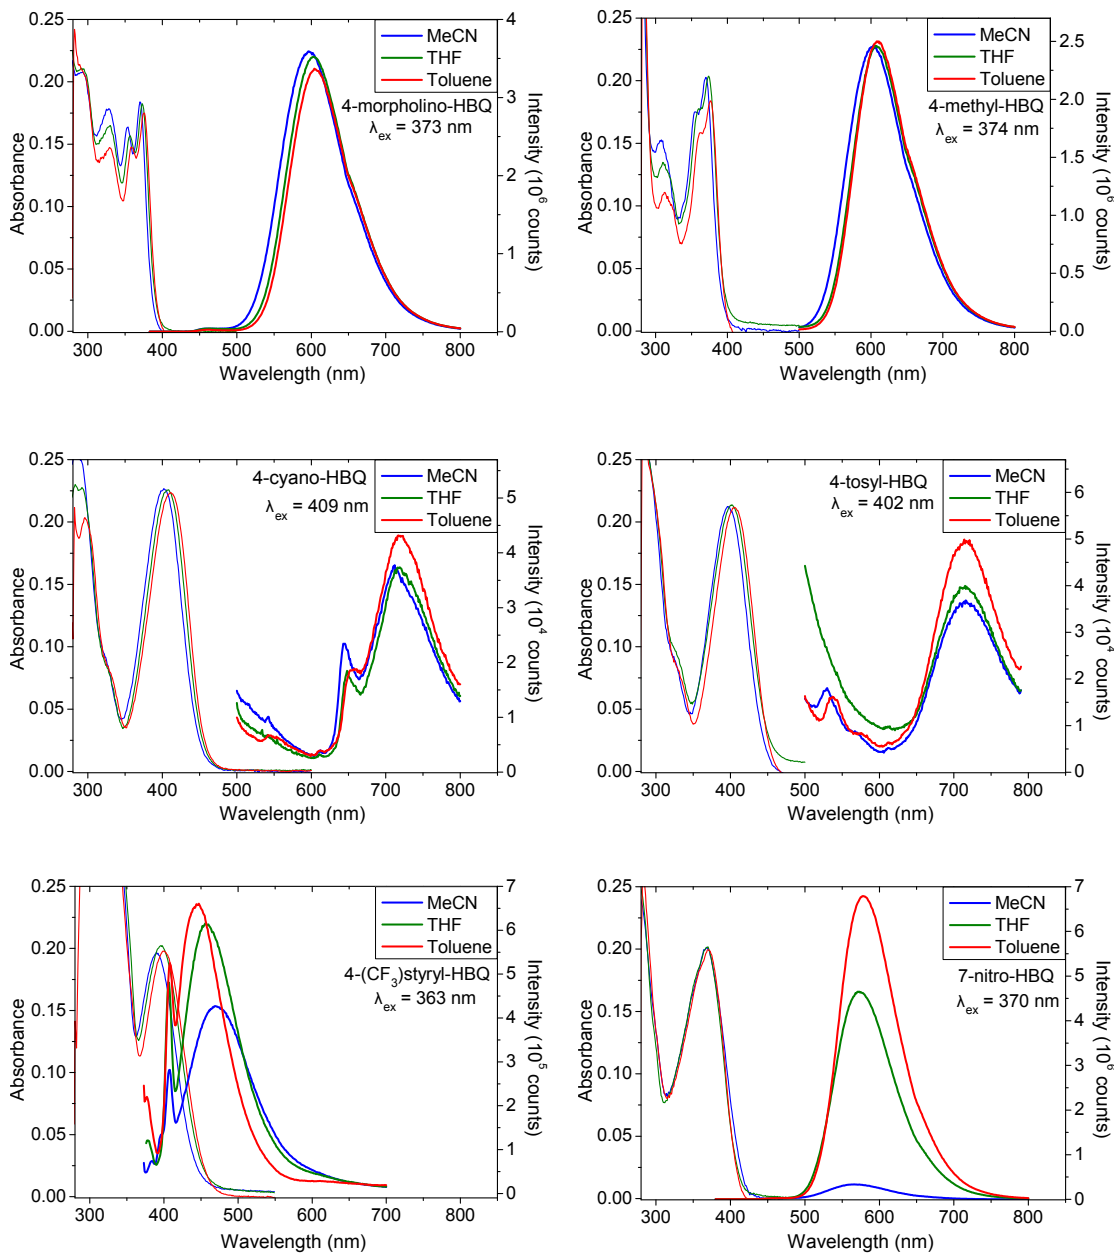 MeCN
THF
Toluene
4-morpholino-HBQ
λex = 373 nm
0.25
0.20
0.15
0.10
0.05
0.00
Absorbance
4
3
2
1
0
Intensity (10^6 counts)
300 400 500 600 700 800
Wavelength (nm)
MeCN
THF
Toluene
4-methyl-HBQ
λex = 374 nm
0.25
0.20
0.15
0.10
0.05
0.00
Absorbance
2.5
2.0
1.5
1.0
0.5
0.0
Intensity (10^6 counts)
300 400 500 600 700 800
Wavelength (nm)
4-cyano-HBQ
λex = 409 nm
MeCN
THF
Toluene
0.25
0.20
0.15
0.10
0.05
0.00
Absorbance
5
4
3
2
1
0
Intensity (10^4 counts)
300 400 500 600 700 800
Wavelength (nm)
4-tosyl-HBQ
λex = 402 nm
MeCN
THF
Toluene
0.25
0.20
0.15
0.10
0.05
0.00
Absorbance
6
5
4
3
2
1
0
Intensity (10^4 counts)
300 400 500 600 700 800
Wavelength (nm)
MeCN
THF
Toluene
4-(CF3)styryl-HBQ
λex = 363 nm
0.25
0.20
0.15
0.10
0.05
0.00
Absorbance
7
6
5
4
3
2
1
0
Intensity (10^5 counts)
300 400 500 600 700 800
Wavelength (nm)
MeCN
THF
Toluene
7-nitro-HBQ
λex = 370 nm
0.25
0.20
0.15
0.10
0.05
0.00
Absorbance
7
6
5
4
3
2
1
0
Intensity (10^6 counts)
300 400 500 600 700 800
Wavelength (nm)